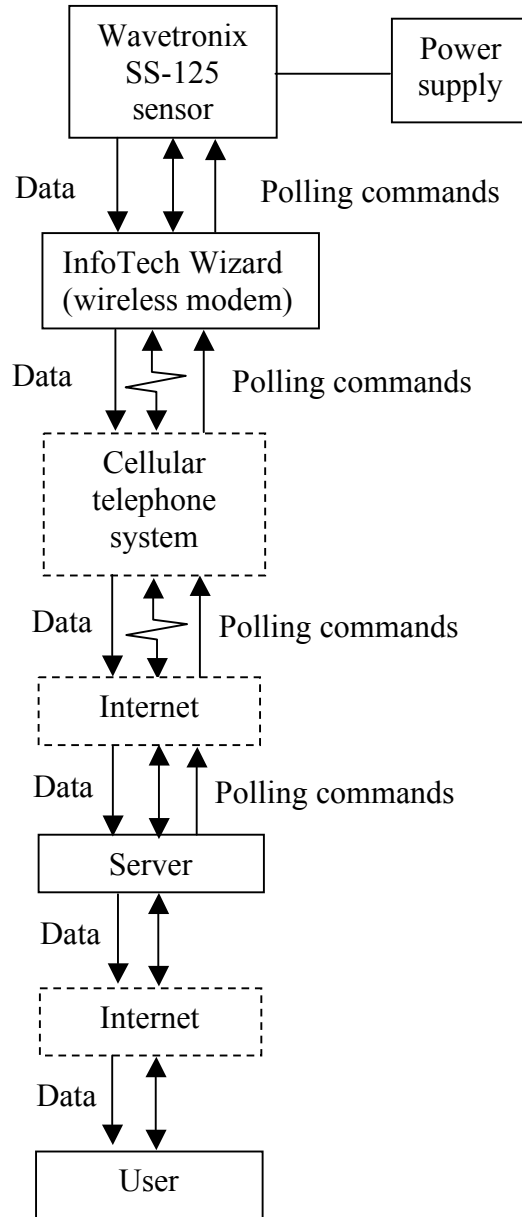 Wavetronix
SS-125
sensor
Power
supply
Data
Polling commands
InfoTech Wizard
(wireless modem)
Data
Polling commands
Cellular
telephone
system
Data
Polling commands
Internet
Data
Polling commands
Server
Data
Internet
Data
User